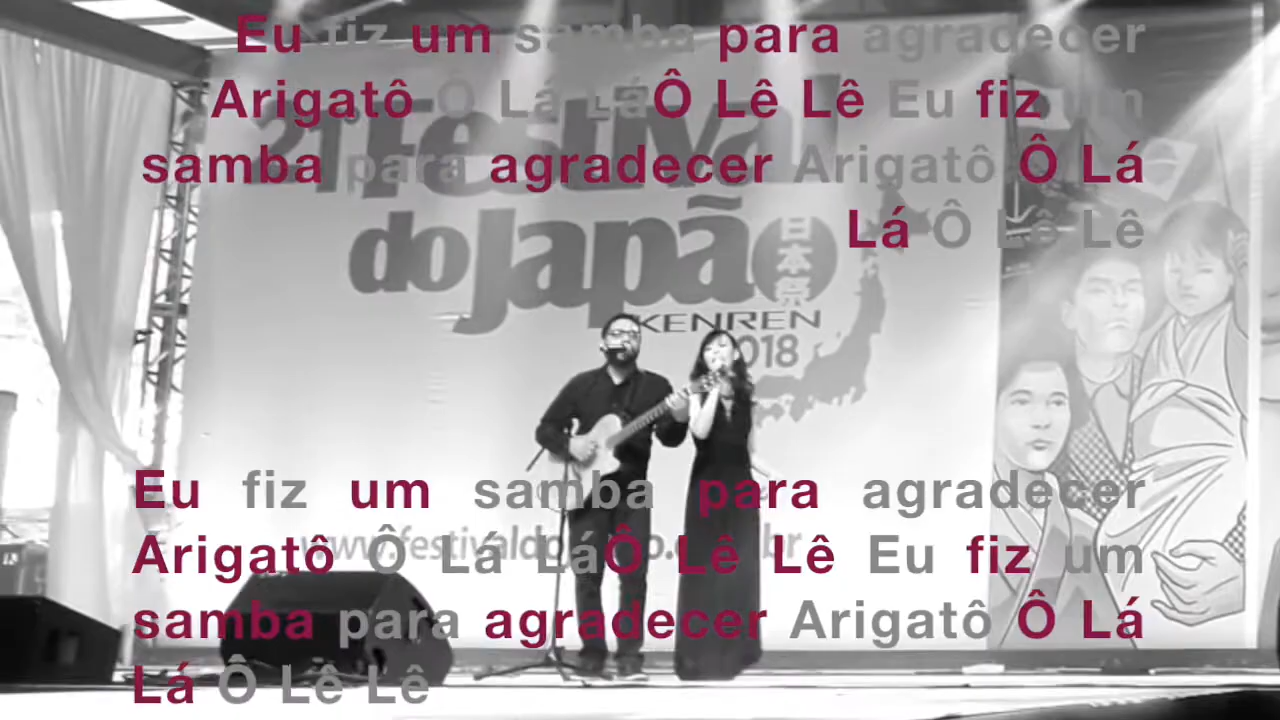 Eu fiz um samba para agradecer
Arigatô Ô Lá LáÔ Lê Lê Eu fiz um
samba para agradecer Arigatô Ô Lá
Lá Ô Lê Lê
21º Festival
do Japão
日本祭
KENREN
2018
Eu fiz um samba para agradecer
Arigatô Ô Lá LáÔ Lê Lê Eu fiz um
samba para agradecer Arigatô Ô Lá
Lá Ô Lê Lê